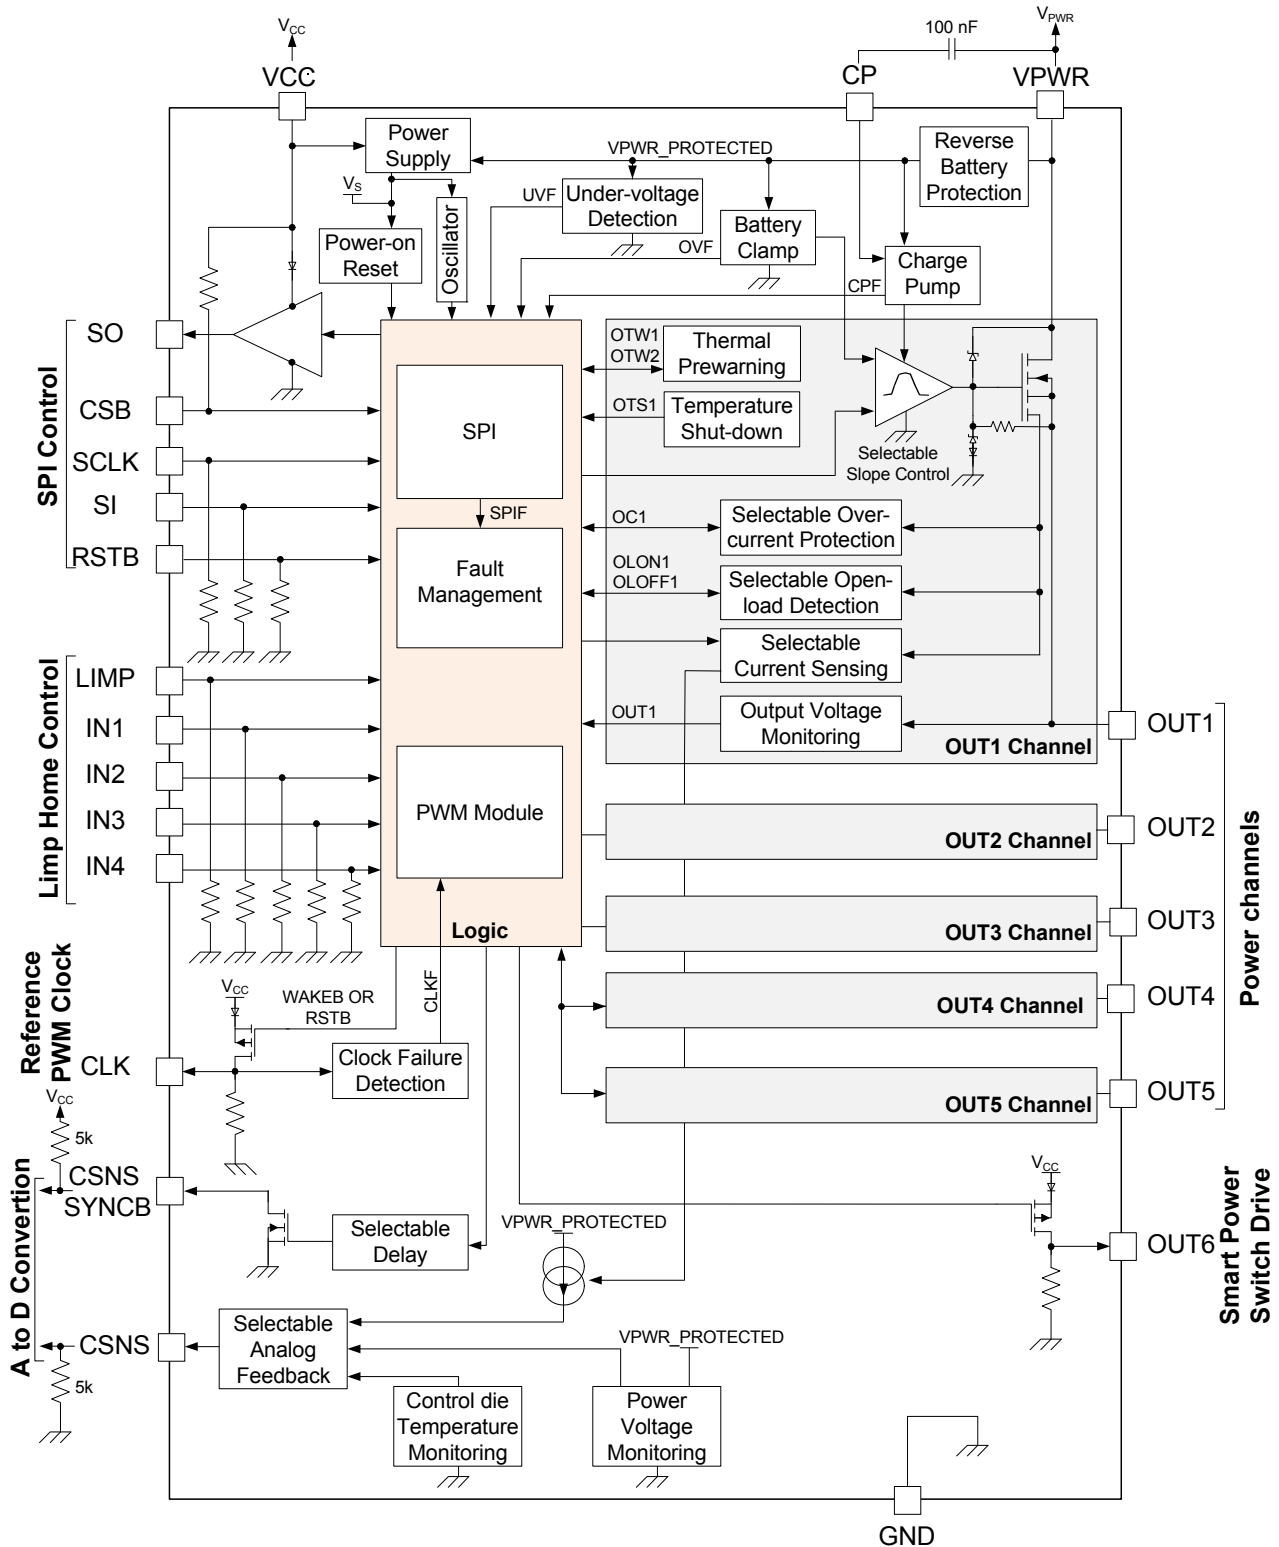 V_CC
100 nF
V_PWR
VCC
CP
VPWR
Power
Supply
VPWR_PROTECTED
Reverse
Battery
Protection
V_S
UVF
Under-voltage
Detection
Oscillator
Power-on
Reset
OVF
Battery
Clamp
Charge
Pump
CPF
SPI Control
SO
CSB
SCLK
SI
RSTB
SPI
SPIF
Fault
Management
OTW1
OTW2
Thermal
Prewarning
OTS1
Temperature
Shut-down
Selectable
Slope Control
OC1
Selectable Over-
current Protection
OLON1
OLOFF1
Selectable Open-
load Detection
Selectable
Current Sensing
OUT1
Output Voltage
Monitoring
OUT1 Channel
OUT1
Limp Home Control
LIMP
IN1
IN2
IN3
IN4
PWM Module
Logic
OUT2 Channel
OUT2
OUT3 Channel
OUT3
OUT4 Channel
OUT4
OUT5 Channel
OUT5
Power channels
Reference
PWM Clock
V_CC
WAKEB OR
RSTB
CLKF
CLK
Clock Failure
Detection
V_CC
5k
A to D Convertion
CSNS
SYNCB
Selectable
Delay
VPWR_PROTECTED
V_CC
OUT6
Smart Power
Switch Drive
CSNS
5k
Selectable
Analog
Feedback
VPWR_PROTECTED
Control die
Temperature
Monitoring
Power
Voltage
Monitoring
GND